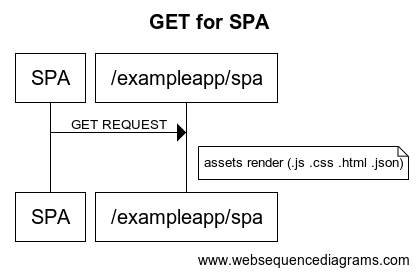 GET for SPA
SPA
/exampleapp/spa
GET REQUEST
assets render (.js .css .html .json)
SPA
/exampleapp/spa
www.websequencediagrams.com